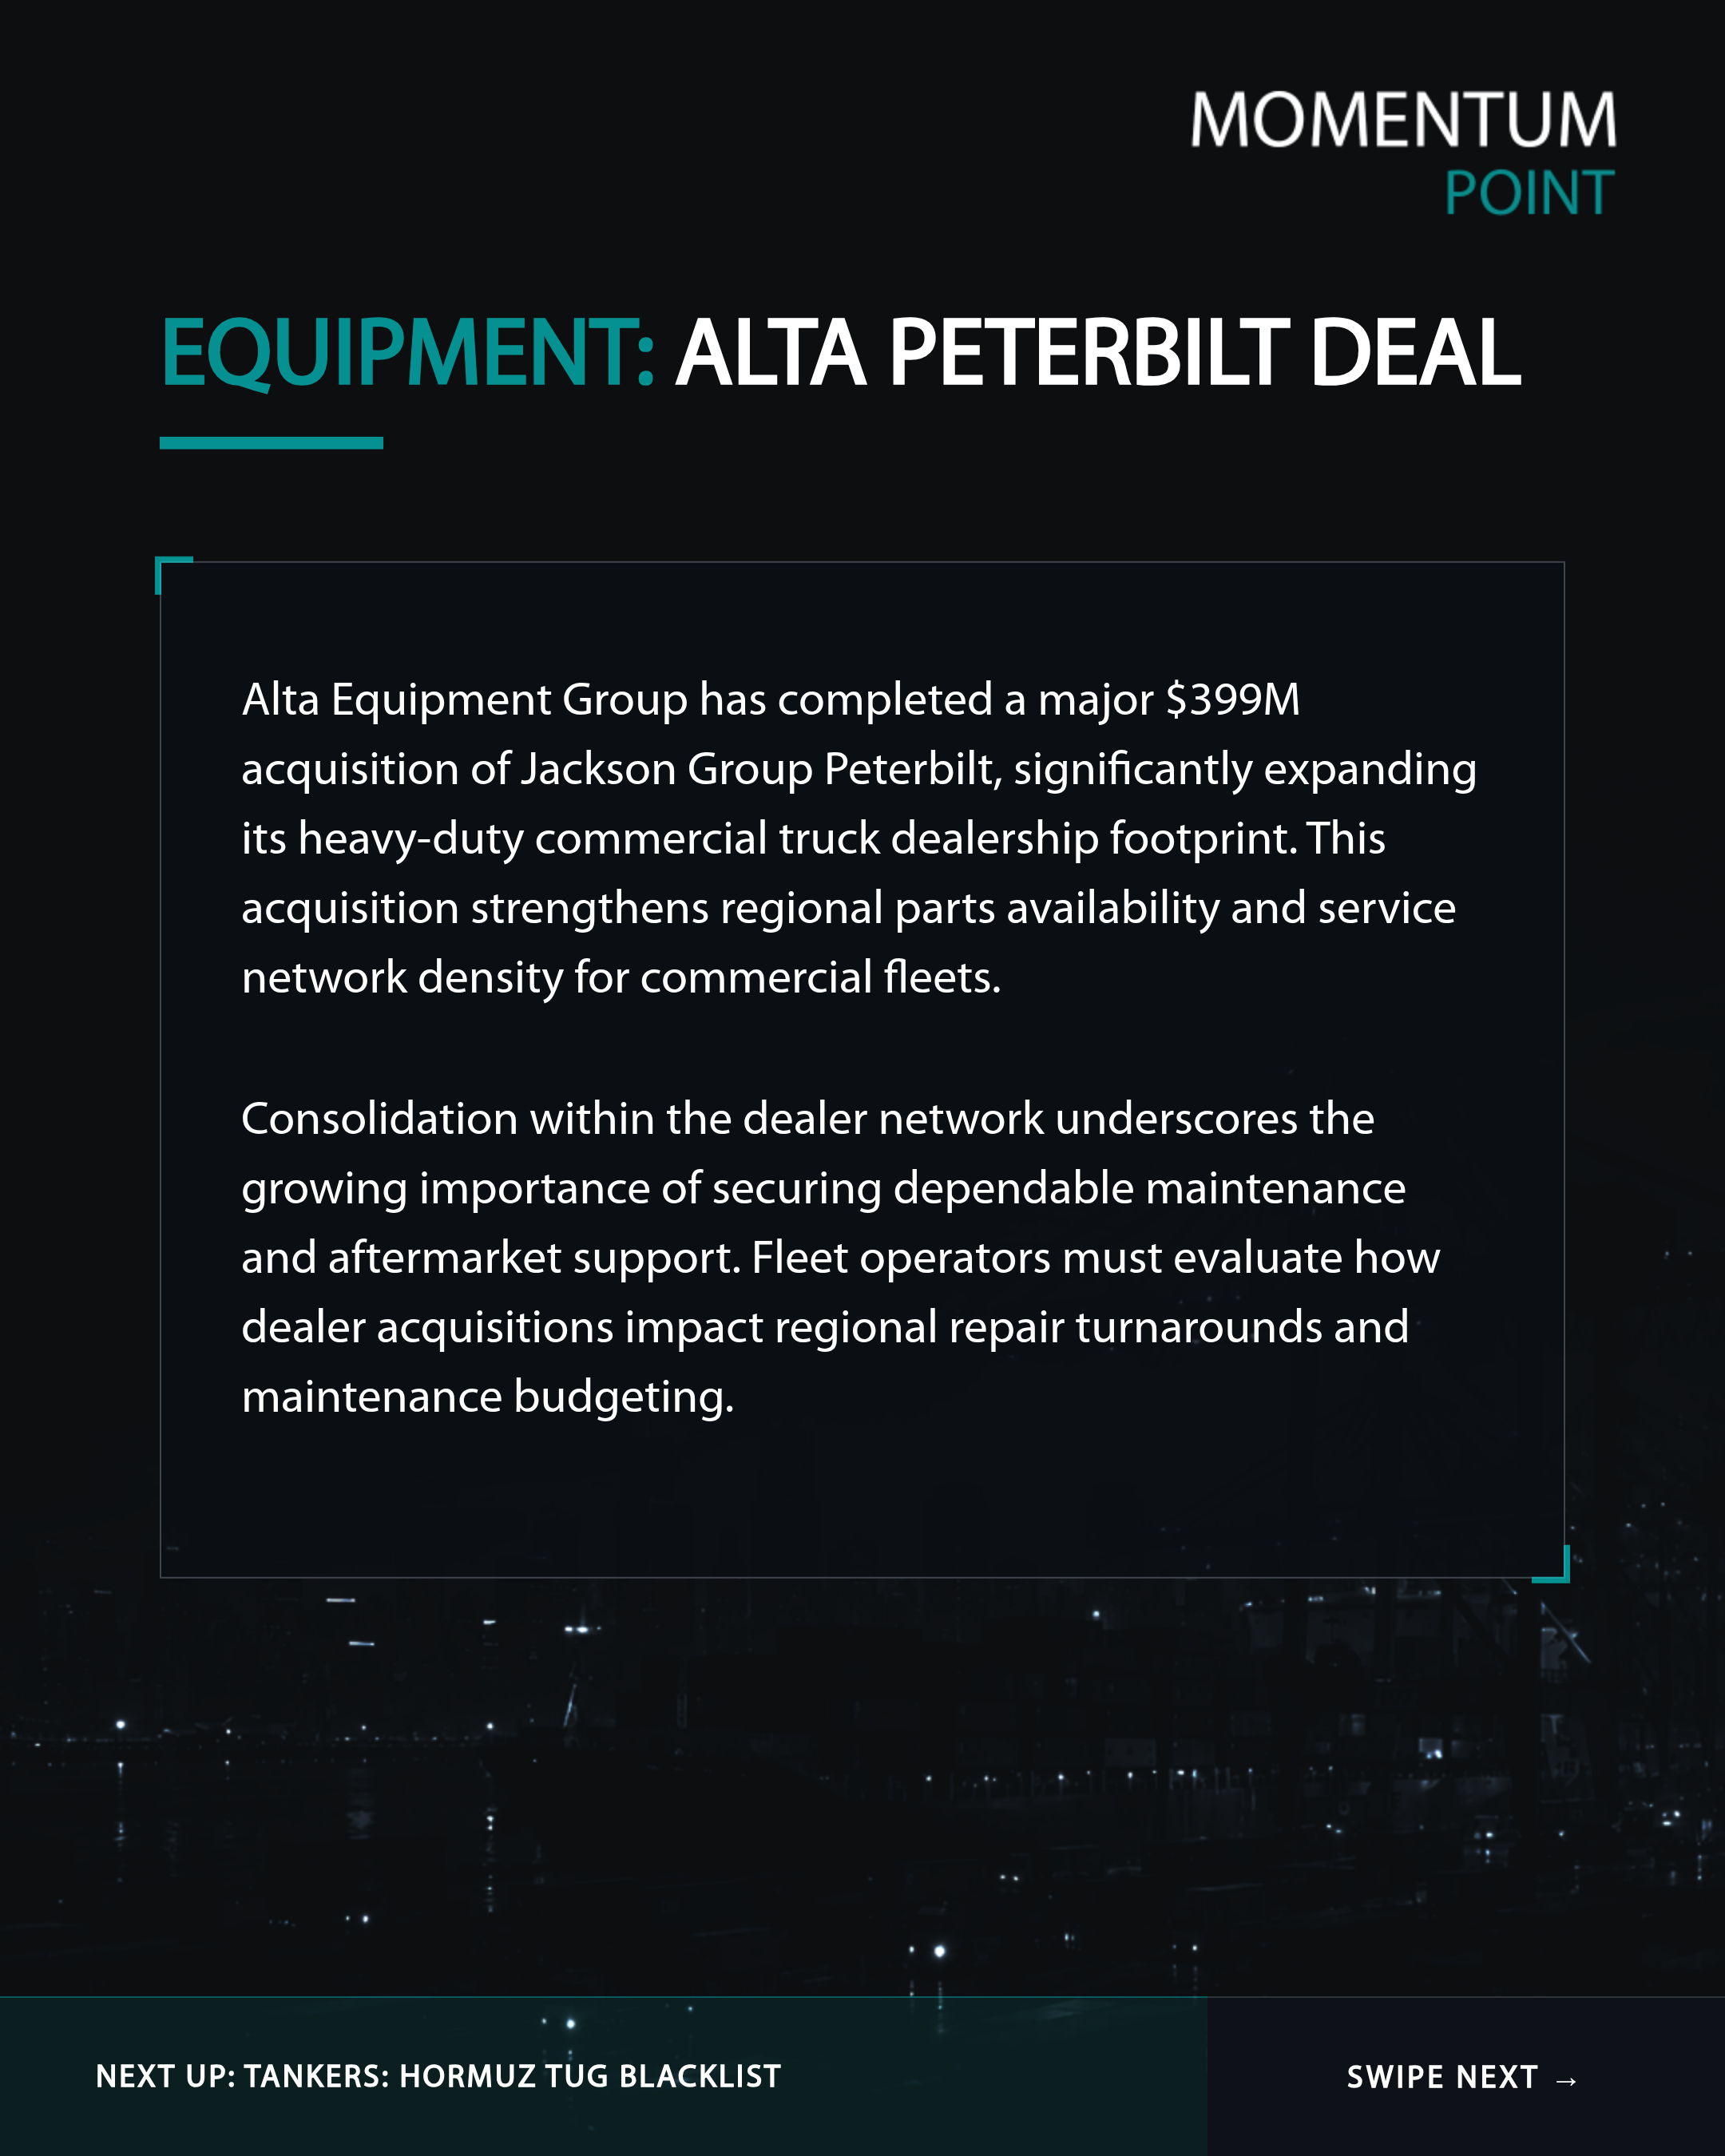 MOMENTUM
POINT
EQUIPMENT: ALTA PETERBILT DEAL
Alta Equipment Group has completed a major $399M
acquisition of Jackson Group Peterbilt, significantly expanding
its heavy-duty commercial truck dealership footprint. This
acquisition strengthens regional parts availability and service
network density for commercial fleets.
Consolidation within the dealer network underscores the
growing importance of securing dependable maintenance
and aftermarket support. Fleet operators must evaluate how
dealer acquisitions impact regional repair turnarounds and
maintenance budgeting.
NEXT UP: TANKERS: HORMUZ TUG BLACKLIST
SWIPE NEXT →